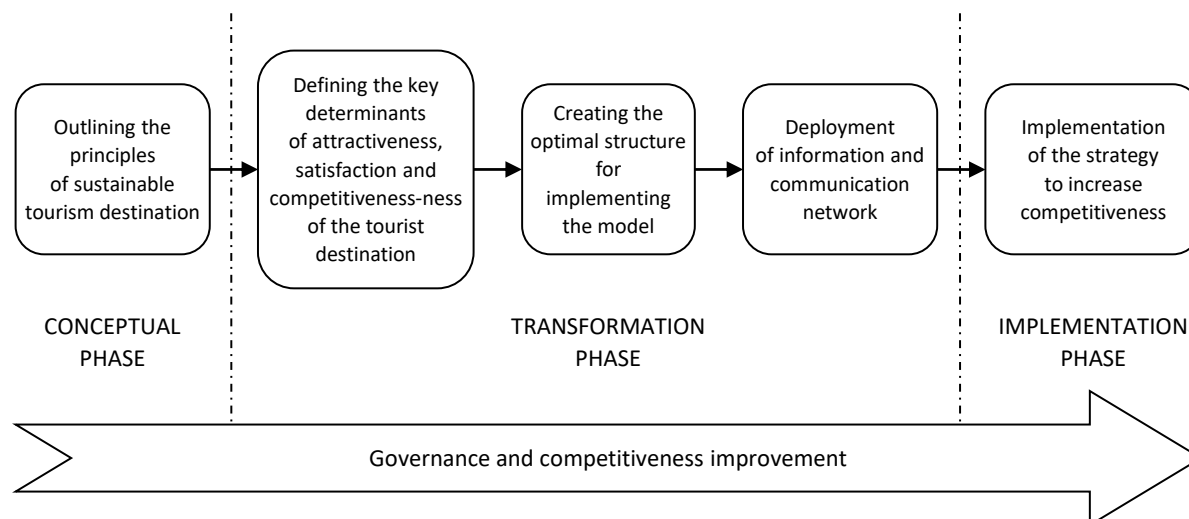 Outlining the
principles
of sustainable
tourism destination
Defining the key
determinants
of attractiveness,
satisfaction and
competitiveness-ness
of the tourist
destination
Creating the
optimal structure
for
implementing
the model
Deployment
of information and
communication
network
Implementation
of the strategy
to increase
competitiveness
CONCEPTUAL
PHASE
TRANSFORMATION
PHASE
IMPLEMENTATION
PHASE
Governance and competitiveness improvement